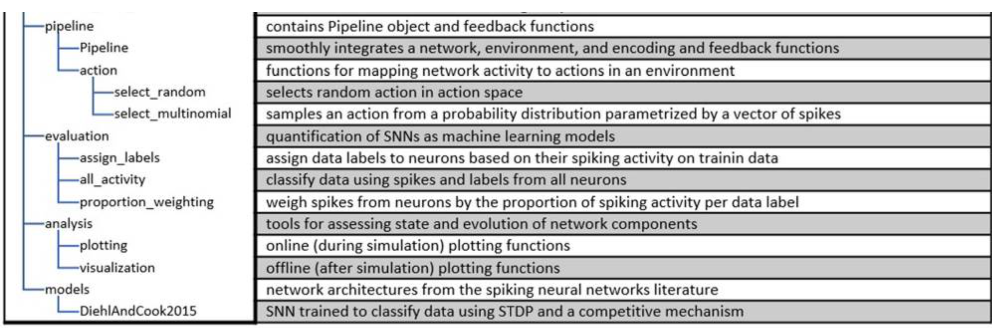 pipeline contains Pipeline object and feedback functions
Pipeline smoothly integrates a network, environment, and encoding and feedback functions
action functions for mapping network activity to actions in an environment
select_random selects random action in action space
select_multinomial samples an action from a probability distribution parametrized by a vector of spikes
evaluation quantification of SNNs as machine learning models
assign_labels assign data labels to neurons based on their spiking activity on trainin data
all_activity classify data using spikes and labels from all neurons
proportion_weighting weigh spikes from neurons by the proportion of spiking activity per data label
analysis tools for assessing state and evolution of network components
plotting online (during simulation) plotting functions
visualization offline (after simulation) plotting functions
models network architectures from the spiking neural networks literature
DiehlAndCook2015 SNN trained to classify data using STDP and a competitive mechanism